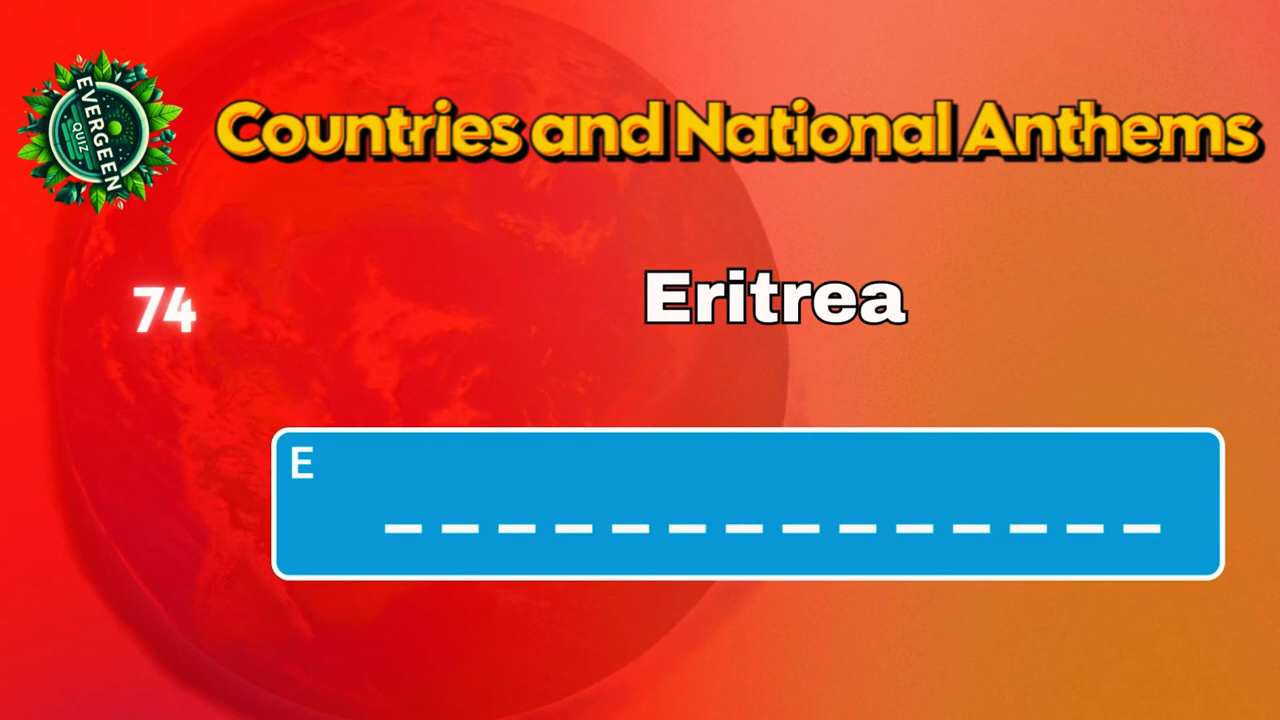 EVERGEEN
QUIZ
Countries and National Anthems
74
Eritrea
E
_ _ _ _ _ _ _ _ _ _ _ _ _ _